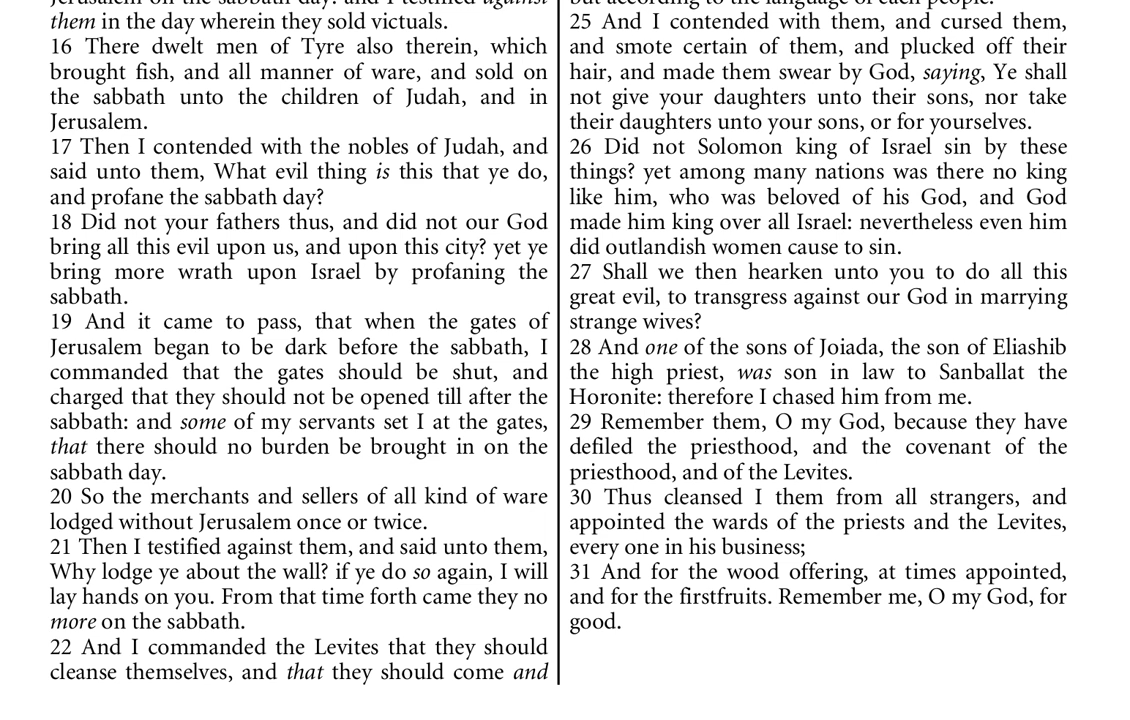 Jerusalem on the sabbath day: and I testified against
them in the day wherein they sold victuals.
16 There dwelt men of Tyre also therein, which
brought fish, and all manner of ware, and sold on
the sabbath unto the children of Judah, and in
Jerusalem.
17 Then I contended with the nobles of Judah, and
said unto them, What evil thing is this that ye do,
and profane the sabbath day?
18 Did not your fathers thus, and did not our God
bring all this evil upon us, and upon this city? yet ye
bring more wrath upon Israel by profaning the
sabbath.
19 And it came to pass, that when the gates of
Jerusalem began to be dark before the sabbath, I
commanded that the gates should be shut, and
charged that they should not be opened till after the
sabbath: and some of my servants set I at the gates,
that there should no burden be brought in on the
sabbath day.
20 So the merchants and sellers of all kind of ware
lodged without Jerusalem once or twice.
21 Then I testified against them, and said unto them,
Why lodge ye about the wall? if ye do so again, I will
lay hands on you. From that time forth came they no
more on the sabbath.
22 And I commanded the Levites that they should
cleanse themselves, and that they should come and
but according to the language of each people.
25 And I contended with them, and cursed them,
and smote certain of them, and plucked off their
hair, and made them swear by God, saying, Ye shall
not give your daughters unto their sons, nor take
their daughters unto your sons, or for yourselves.
26 Did not Solomon king of Israel sin by these
things? yet among many nations was there no king
like him, who was beloved of his God, and God
made him king over all Israel: nevertheless even him
did outlandish women cause to sin.
27 Shall we then hearken unto you to do all this
great evil, to transgress against our God in marrying
strange wives?
28 And one of the sons of Joiada, the son of Eliashib
the high priest, was son in law to Sanballat the
Horonite: therefore I chased him from me.
29 Remember them, O my God, because they have
defiled the priesthood, and the covenant of the
priesthood, and of the Levites.
30 Thus cleansed I them from all strangers, and
appointed the wards of the priests and the Levites,
every one in his business;
31 And for the wood offering, at times appointed,
and for the firstfruits. Remember me, O my God, for
good.